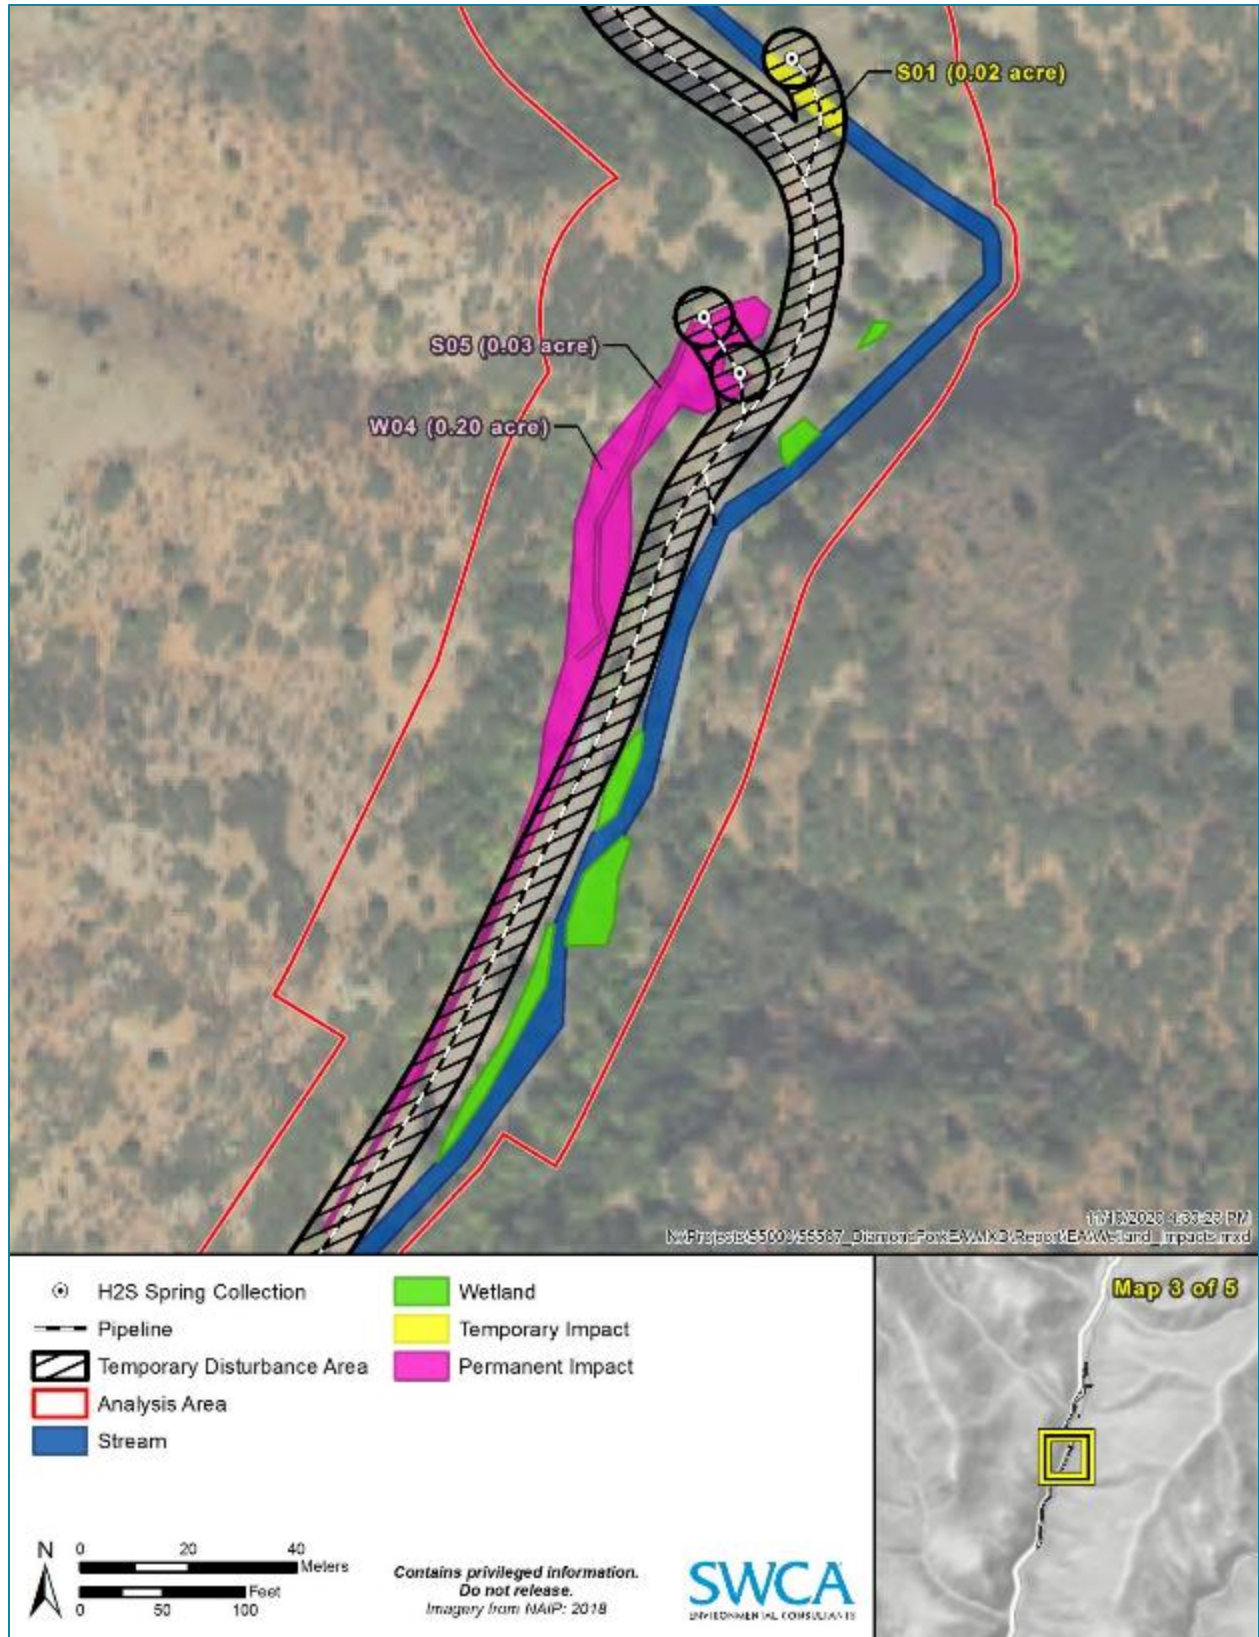 S01 (0.02 acre)
S05 (0.03 acre)
W04 (0.20 acre)
H2S Spring Collection
Pipeline
Temporary Disturbance Area
Analysis Area
Stream
Wetland
Temporary Impact
Permanent Impact
Map 3 of 5
N
0 20 40
Meters
Feet
0 50 100
Contains privileged information.
Do not release.
Imagery from NAIP: 2018
SWCA
ENVIRONMENTAL CONSULTANTS